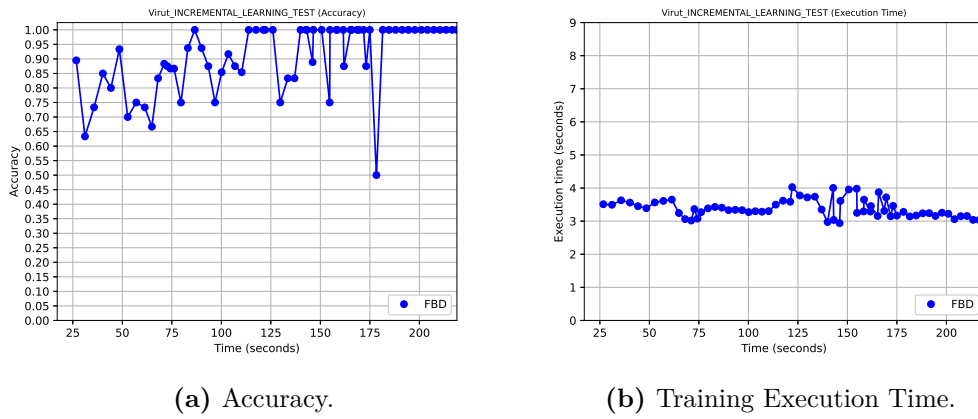 Virut_INCREMENTAL_LEARNING_TEST (Accuracy)
1.00
0.95
0.90
0.85
0.80
0.75
0.70
0.65
0.60
0.55
0.50
0.45
0.40
0.35
0.30
0.25
0.20
0.15
0.10
0.05
0.00
Accuracy
25 50 75 100 125 150 175 200
Time (seconds)
FBD
(a) Accuracy.
Virut_INCREMENTAL_LEARNING_TEST (Execution Time)
9
8
7
6
5
4
3
2
1
0
Execution time (seconds)
25 50 75 100 125 150 175 200
Time (seconds)
FBD
(b) Training Execution Time.